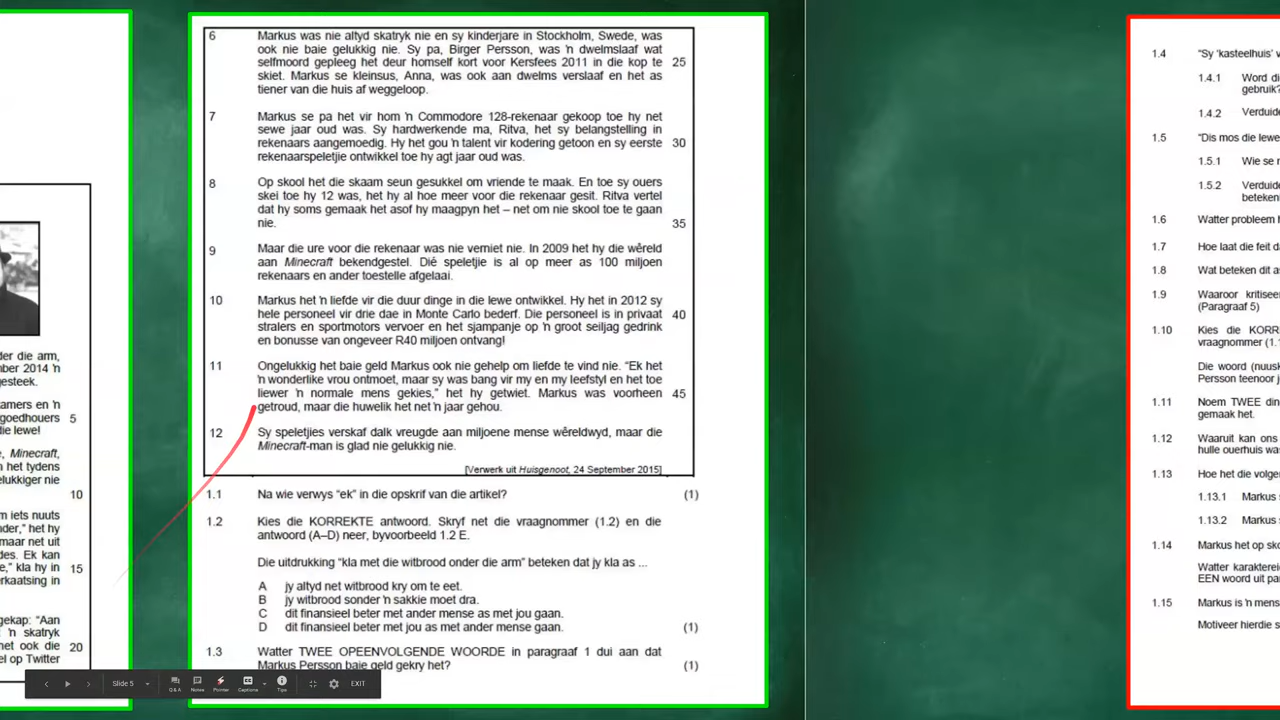 der die arm,
ber 2014 'n
gesteek.
kamers en 'n
goedhouers 5
die lewe!
e, Minecraft,
n het tydens
elukkiger nie
10
om iets nuuts
nder," het hy
maar net uit
des. Ek kan
e," kla hy in 15
erkaatsing in
gekap: "Aan
't 'n skatryk
net ook die 20
el op Twitter
6 Markus was nie altyd skatryk nie en sy kinderjare in Stockholm, Swede, was
ook nie baie gelukkig nie. Sy pa, Birger Persson, was 'n dwelmslaaf wat
selfmoord gepleeg het deur homself kort voor Kersfees 2011 in die kop te 25
skiet. Markus se kleinsus, Anna, was ook aan dwelms verslaaf en het as
tiener van die huis af weggeloop.
7 Markus se pa het vir hom 'n Commodore 128-rekenaar gekoop toe hy net
sewe jaar oud was. Sy hardwerkende ma, Ritva, het sy belangstelling in
rekenaars aangemoedig. Hy het gou 'n talent vir kodering getoon en sy eerste 30
rekenaarspeletjie ontwikkel toe hy agt jaar oud was.
8 Op skool het die skaam seun gesukkel om vriende te maak. En toe sy ouers
skei toe hy 12 was, het hy al hoe meer voor die rekenaar gesit. Ritva vertel
dat hy soms gemaak het asof hy maagpyn het – net om nie skool toe te gaan
nie. 35
9 Maar die ure voor die rekenaar was nie verniet nie. In 2009 het hy die wêreld
aan Minecraft bekendgestel. Dié speletjie is al op meer as 100 miljoen
rekenaars en ander toestelle afgelaai.
10 Markus het 'n liefde vir die duur dinge in die lewe ontwikkel. Hy het in 2012 sy
hele personeel vir drie dae in Monte Carlo bederf. Die personeel is in privaat 40
stralers en sportmotors vervoer en het sjampanje op 'n groot seiljag gedrink
en bonusse van ongeveer R40 miljoen ontvang!
11 Ongelukkig het baie geld Markus ook nie gehelp om liefde te vind nie. "Ek het
'n wonderlike vrou ontmoet, maar sy was bang vir my en my leefstyl en het toe
liewer 'n normale mens gekies," het hy getwiet. Markus was voorheen 45
getroud, maar die huwelik het net 'n jaar gehou.
12 Sy speletjies verskaf dalk vreugde aan miljoene mense wêreldwyd, maar die
Minecraft-man is glad nie gelukkig nie.
[Verwerk uit Huisgenoot, 24 September 2015]
1.1 Na wie verwys "ek" in die opskrif van die artikel? (1)
1.2 Kies die KORREKTE antwoord. Skryf net die vraagnommer (1.2) en die
antwoord (A–D) neer, byvoorbeeld 1.2 E.
Die uitdrukking "kla met die witbrood onder die arm" beteken dat jy kla as ...
A jy altyd net witbrood kry om te eet.
B jy witbrood sonder 'n sakkie moet dra.
C dit finansieel beter met ander mense as met jou gaan.
D dit finansieel beter met jou as met ander mense gaan. (1)
1.3 Watter TWEE OPEENVOLGENDE WOORDE in paragraaf 1 dui aan dat
Markus Persson baie geld gekry het? (1)
Slide 5 Q & A Notes Pointer Captions Tips EXIT
1.4 "Sy 'kasteelhuis' v
1.4.1 Word di
gebruik?
1.4.2 Verduide
1.5 "Dis mos die lewe
1.5.1 Wie se
1.5.2 Verduide
beteken
1.6 Watter probleem h
1.7 Hoe laat die feit da
1.8 Wat beteken dit as
1.9 Waaroor kritiseer
(Paragraaf 5)
1.10 Kies die KORR
vraagnommer (1.1
Die woord (nuusk
Persson teenoor j
1.11 Noem TWEE din
gemaak het.
1.12 Waaruit kan ons
hulle ouerhuis was
1.13 Hoe het die volge
1.13.1 Markus s
1.13.2 Markus s
1.14 Markus het op sko
Watter karakterei
EEN woord uit par
1.15 Markus is 'n mens
Motiveer hierdie s